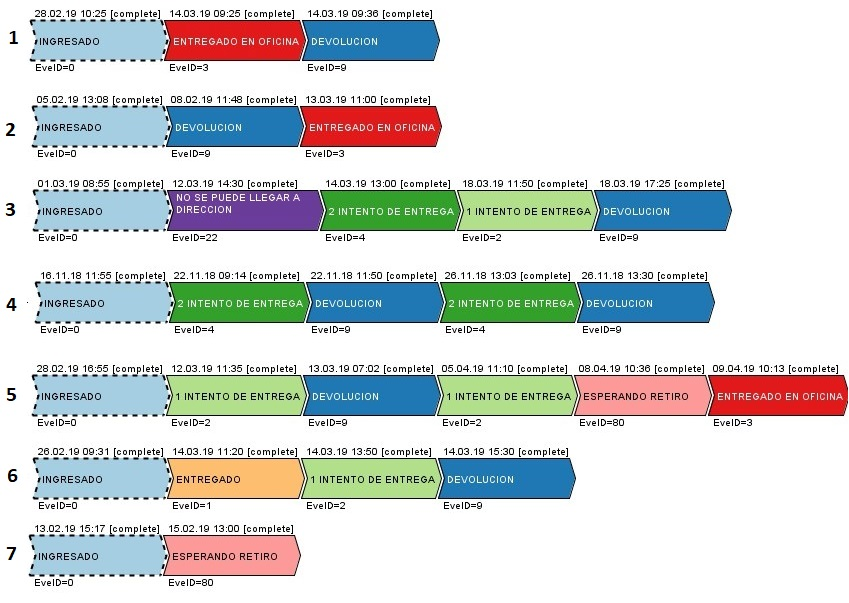 28.02.19 10:25 [complete] 14.03.19 09:25 [complete] 14.03.19 09:36 [complete]
1 INGRESADO ENTREGADO EN OFICINA DEVOLUCION
EveID=0 EveID=3 EveID=9
05.02.19 13:08 [complete] 08.02.19 11:48 [complete] 13.03.19 11:00 [complete]
2 INGRESADO DEVOLUCION ENTREGADO EN OFICINA
EveID=0 EveID=9 EveID=3
01.03.19 08:55 [complete] 12.03.19 14:30 [complete] 14.03.19 13:00 [complete] 18.03.19 11:50 [complete] 18.03.19 17:25 [complete]
3 INGRESADO NO SE PUEDE LLEGAR A DIRECCION 2 INTENTO DE ENTREGA 1 INTENTO DE ENTREGA DEVOLUCION
EveID=0 EveID=22 EveID=4 EveID=2 EveID=9
16.11.18 11:55 [complete] 22.11.18 09:14 [complete] 22.11.18 11:50 [complete] 26.11.18 13:03 [complete] 26.11.18 13:30 [complete]
4 INGRESADO 2 INTENTO DE ENTREGA DEVOLUCION 2 INTENTO DE ENTREGA DEVOLUCION
EveID=0 EveID=4 EveID=9 EveID=4 EveID=9
28.02.19 16:55 [complete] 12.03.19 11:35 [complete] 13.03.19 07:02 [complete] 05.04.19 11:10 [complete] 08.04.19 10:36 [complete] 09.04.19 10:13 [complete]
5 INGRESADO 1 INTENTO DE ENTREGA DEVOLUCION 1 INTENTO DE ENTREGA ESPERANDO RETIRO ENTREGADO EN OFICINA
EveID=0 EveID=2 EveID=9 EveID=2 EveID=80 EveID=3
26.02.19 09:31 [complete] 14.03.19 11:20 [complete] 14.03.19 13:50 [complete] 14.03.19 15:30 [complete]
6 INGRESADO ENTREGADO 1 INTENTO DE ENTREGA DEVOLUCION
EveID=0 EveID=1 EveID=2 EveID=9
13.02.19 15:17 [complete] 15.02.19 13:00 [complete]
7 INGRESADO ESPERANDO RETIRO
EveID=0 EveID=80